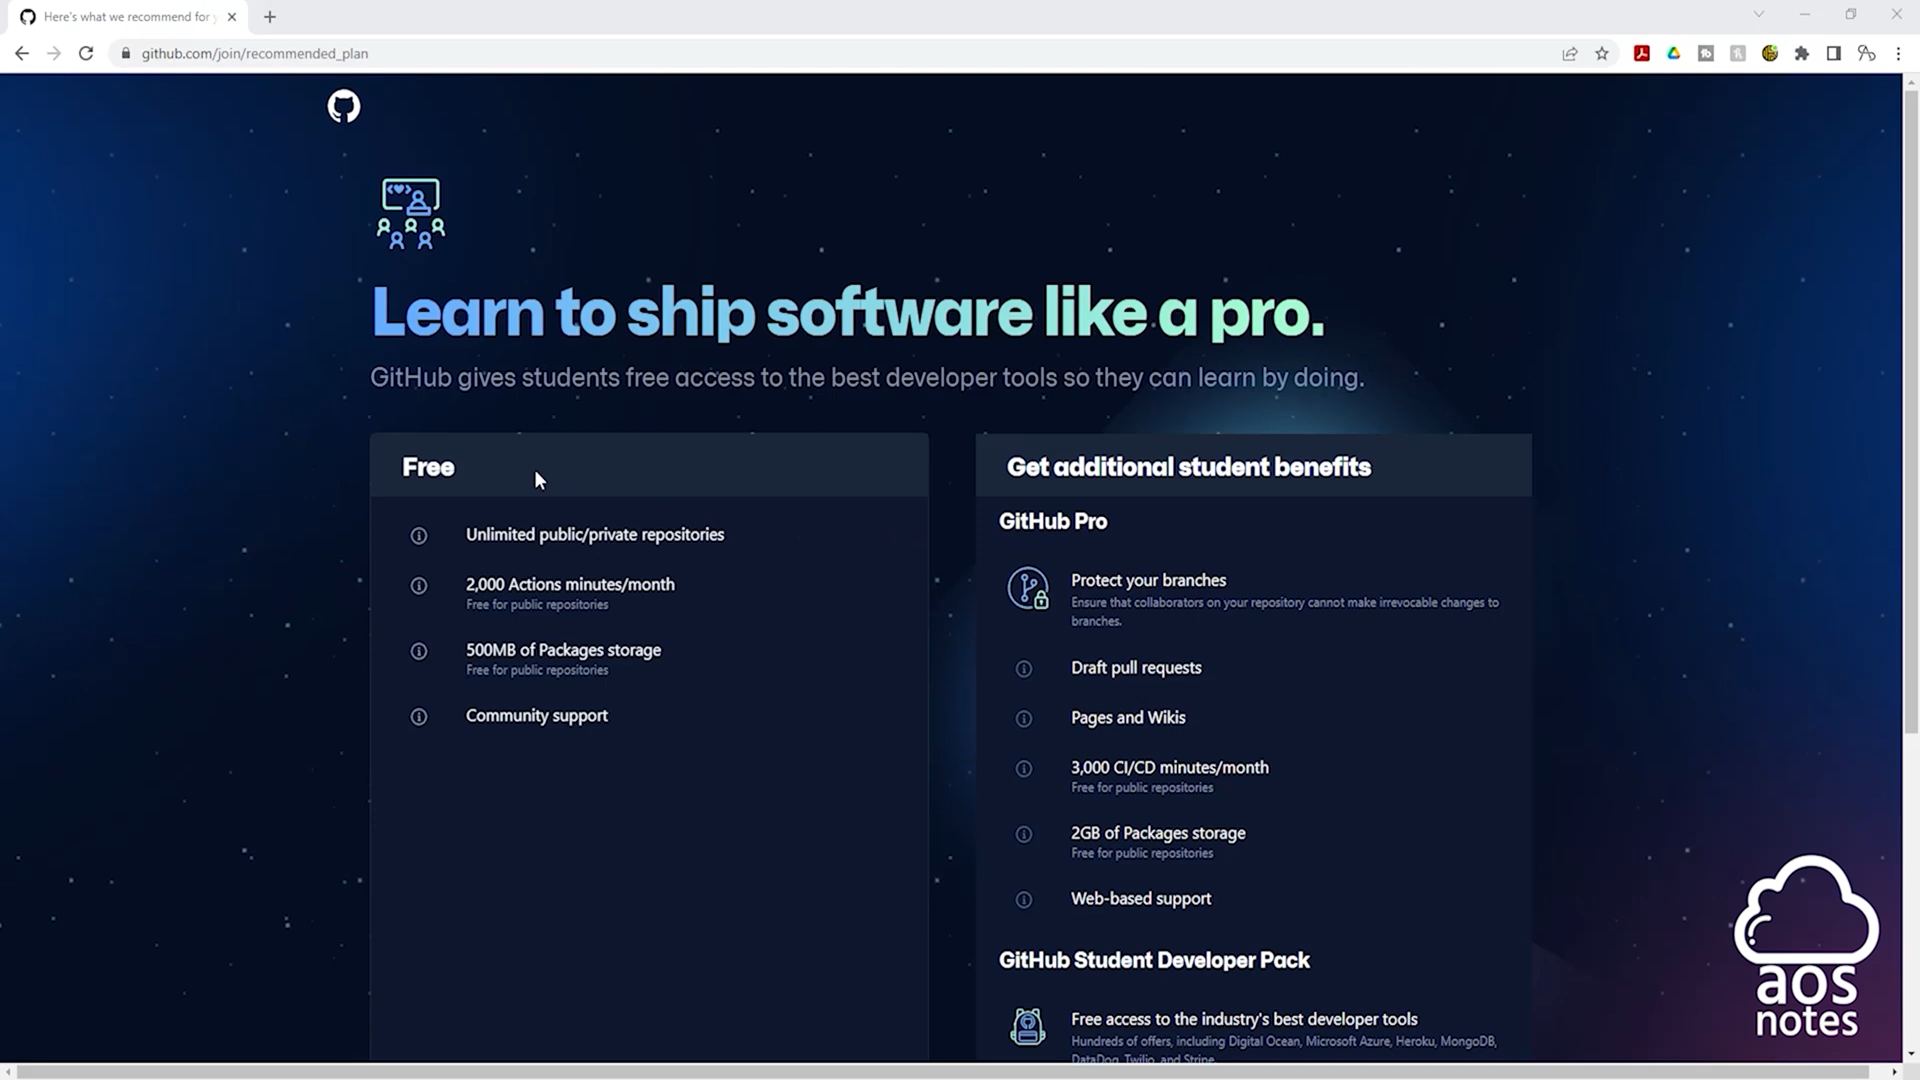 Here's what we recommend for
github.com/join/recommended_plan
Learn to ship software like a pro.
GitHub gives students free access to the best developer tools so they can learn by doing.
Free
Unlimited public/private repositories
2,000 Actions minutes/month
Free for public repositories
500MB of Packages storage
Free for public repositories
Community support
Get additional student benefits
GitHub Pro
Protect your branches
Ensure that collaborators on your repository cannot make irrevocable changes to
branches.
Draft pull requests
Pages and Wikis
3,000 CI/CD minutes/month
Free for public repositories
2GB of Packages storage
Free for public repositories
Web-based support
GitHub Student Developer Pack
Free access to the industry's best developer tools
Hundreds of offers, including Digital Ocean, Microsoft Azure, Heroku, MongoDB,
DataDog, Twilio, and Stripe.
aos
notes